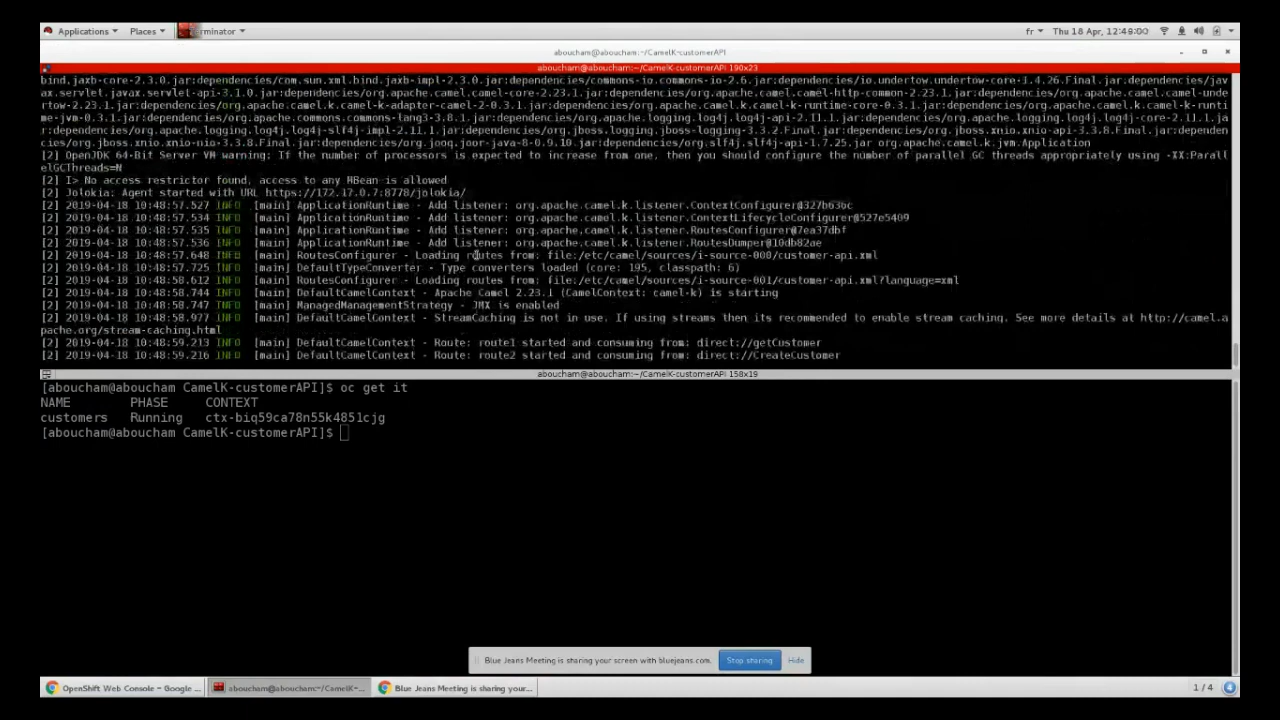 Applications Places rminator fr Thu 18 Apr, 12:49:00
aboucham@aboucham:~/CamelK-customerAPI
aboucham@aboucham:~/CamelK-customerAPI 190x23
bind.jaxb-core-2.3.0.jar:dependencies/com.sun.xml.bind.jaxb-impl-2.3.0.jar:dependencies/commons-io.commons-io-2.6.jar:dependencies/io.undertow.undertow-core-1.4.26.Final.jar:dependencies/jav
ax.servlet.javax.servlet-api-3.1.0.jar:dependencies/org.apache.camel.camel-core-2.23.1.jar:dependencies/org.apache.camel.camel-http-common-2.23.1.jar:dependencies/org.apache.camel.camel-unde
rtow-2.23.1.jar:dependencies/org.apache.camel.k.camel-k-adapter-camel-2-0.3.1.jar:dependencies/org.apache.camel.k.camel-k-runtime-core-0.3.1.jar:dependencies/org.apache.camel.k.camel-k-runti
me-jvm-0.3.1.jar:dependencies/org.apache.commons.commons-lang3-3.8.1.jar:dependencies/org.apache.logging.log4j.log4j-api-2.11.1.jar:dependencies/org.apache.logging.log4j.log4j-core-2.11.1.ja
r:dependencies/org.apache.logging.log4j.log4j-slf4j-impl-2.11.1.jar:dependencies/org.jboss.logging.jboss-logging-3.3.2.Final.jar:dependencies/org.jboss.xnio.xnio-api-3.3.8.Final.jar:dependen
cies/org.jboss.xnio.xnio-nio-3.3.8.Final.jar:dependencies/org.jooq.joor-java-8-0.9.10.jar:dependencies/org.slf4j.slf4j-api-1.7.25.jar org.apache.camel.k.jvm.Application
[2] OpenJDK 64-Bit Server VM warning: If the number of processors is expected to increase from one, then you should configure the number of parallel GC threads appropriately using -XX:Parall
elGCThreads=N
[2] I> No access restrictor found, access to any MBean is allowed
[2] Jolokia: Agent started with URL https://172.17.0.7:8778/jolokia/
[2] 2019-04-18 10:48:57.527 INFO [main] ApplicationRuntime - Add listener: org.apache.camel.k.listener.ContextConfigurer@327b636c
[2] 2019-04-18 10:48:57.534 INFO [main] ApplicationRuntime - Add listener: org.apache.camel.k.listener.ContextLifecycleConfigurer@527e5409
[2] 2019-04-18 10:48:57.535 INFO [main] ApplicationRuntime - Add listener: org.apache.camel.k.listener.RoutesConfigurer@7ea37dbf
[2] 2019-04-18 10:48:57.536 INFO [main] ApplicationRuntime - Add listener: org.apache.camel.k.listener.RoutesDumper@10db82ae
[2] 2019-04-18 10:48:57.648 INFO [main] RoutesConfigurer - Loading routes from: file:/etc/camel/sources/i-source-000/customer-api.xml
[2] 2019-04-18 10:48:57.725 INFO [main] DefaultTypeConverter - Type converters loaded (core: 195, classpath: 6)
[2] 2019-04-18 10:48:58.612 INFO [main] RoutesConfigurer - Loading routes from: file:/etc/camel/sources/i-source-001/customer-api.xml?language=xml
[2] 2019-04-18 10:48:58.744 INFO [main] DefaultCamelContext - Apache Camel 2.23.1 (CamelContext: camel-k) is starting
[2] 2019-04-18 10:48:58.747 INFO [main] ManagedManagementStrategy - JMX is enabled
[2] 2019-04-18 10:48:58.977 INFO [main] DefaultCamelContext - StreamCaching is not in use. If using streams then its recommended to enable stream caching. See more details at http://camel.a
pache.org/stream-caching.html
[2] 2019-04-18 10:48:59.213 INFO [main] DefaultCamelContext - Route: route1 started and consuming from: direct://getCustomer
[2] 2019-04-18 10:48:59.216 INFO [main] DefaultCamelContext - Route: route2 started and consuming from: direct://CreateCustomer
aboucham@aboucham:~/CamelK-customerAPI 158x19
[aboucham@aboucham CamelK-customerAPI]$ oc get it
NAME PHASE CONTEXT
customers Running ctx-biq59ca78n55k4851cjg
[aboucham@aboucham CamelK-customerAPI]$
Blue Jeans Meeting is sharing your screen with bluejeans.com. Stop sharing Hide
OpenShift Web Console - Google ... aboucham@aboucham:~/CamelK-... Blue Jeans Meeting is sharing your... 1 / 4 4